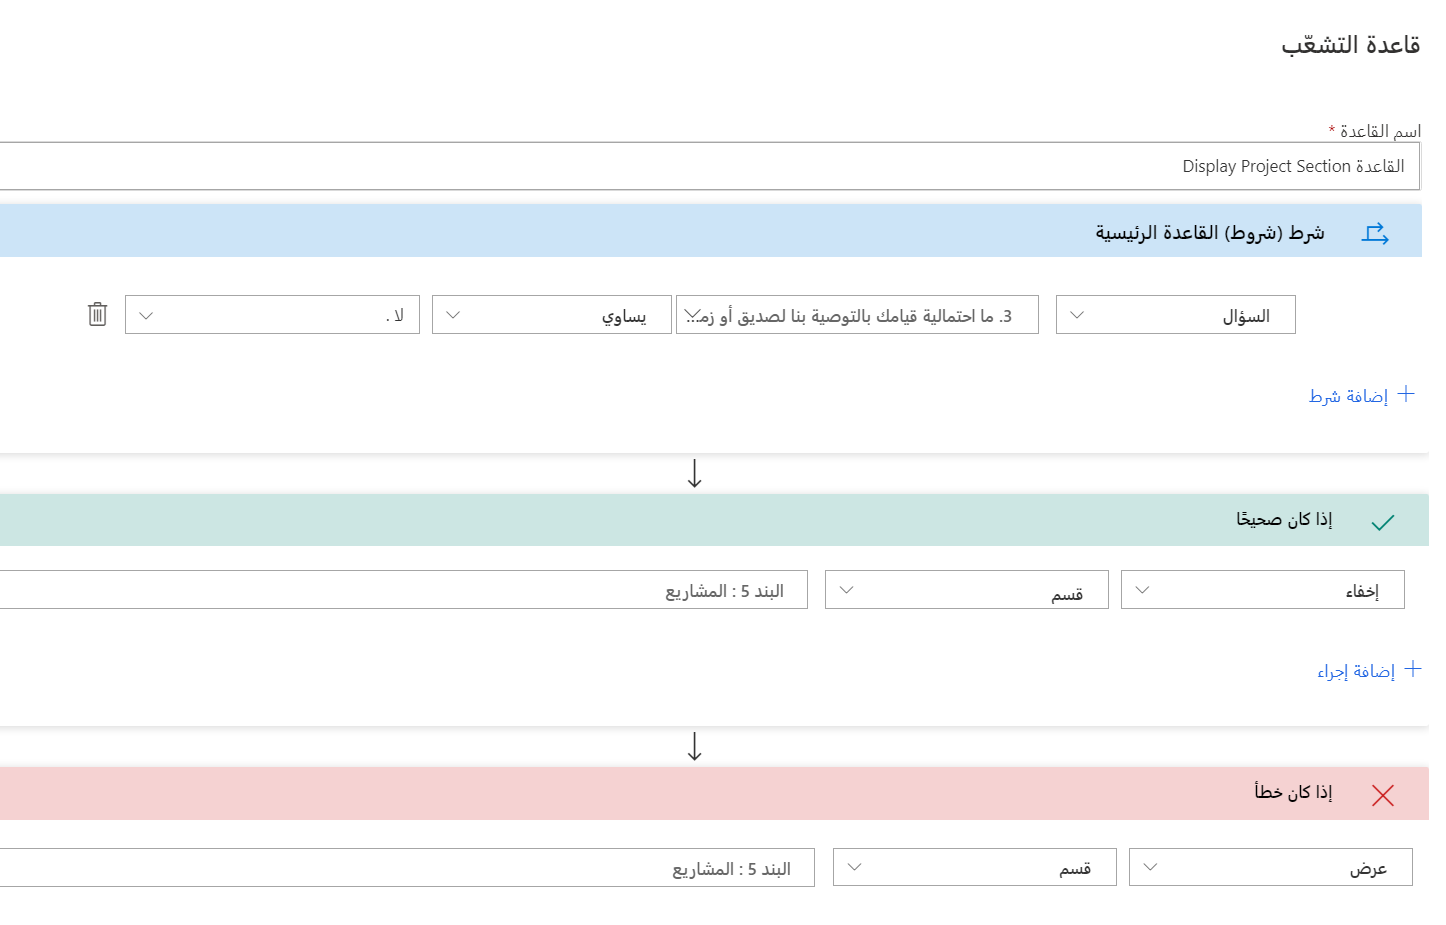 قاعدة التشعّب
اسم القاعدة *
القاعدة Display Project Section
شرط (شروط) القاعدة الرئيسية
السؤال
3. ما احتمالية قيامك بالتوصية بنا لصديق أو زم...
يساوي
لا .
إضافة شرط
إذا كان صحيحًا
إخفاء
قسم
البند 5 : المشاريع
إضافة إجراء
إذا كان خطأ
عرض
قسم
البند 5 : المشاريع